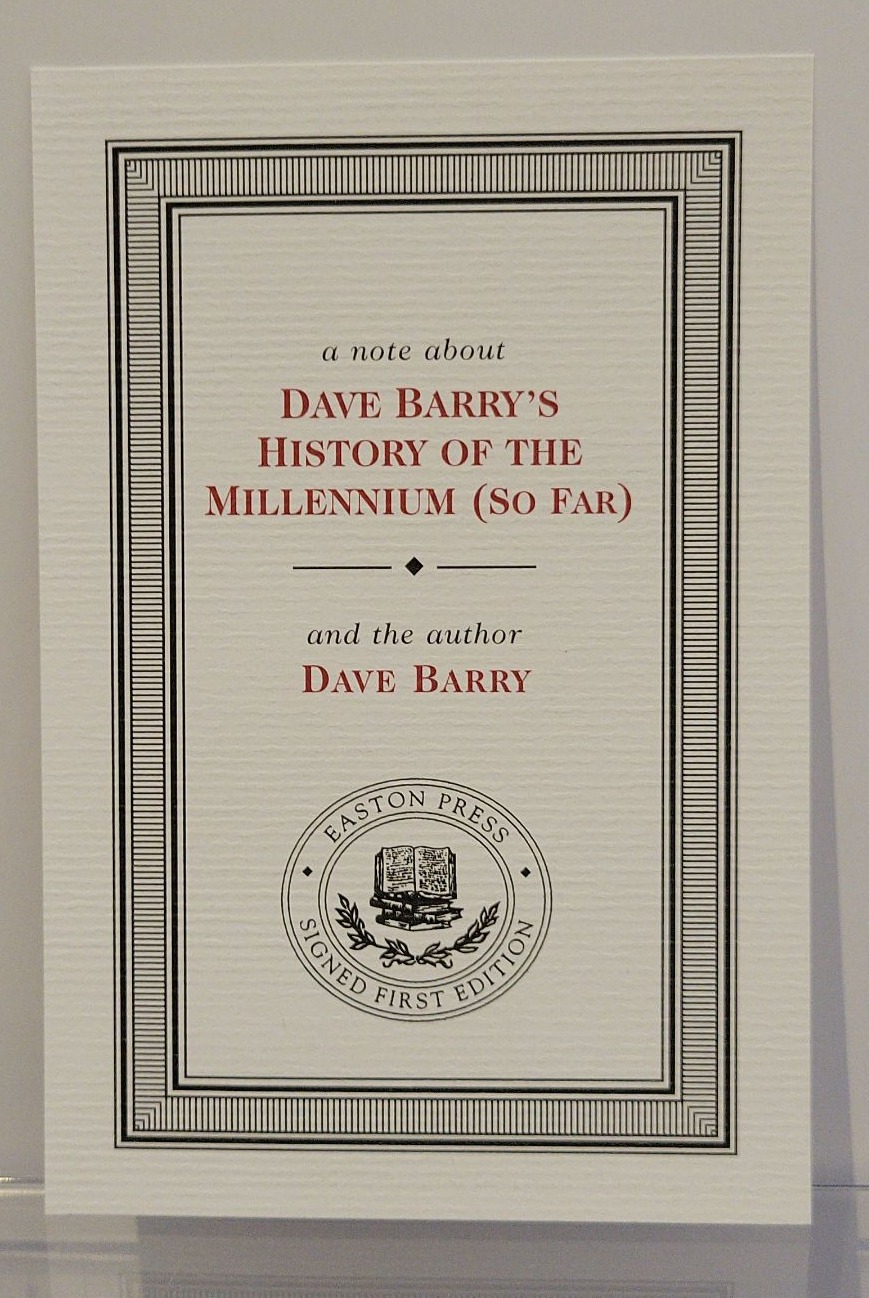 a note about
DAVE BARRY’S
HISTORY OF THE
MILLENNIUM (SO FAR)
and the author
DAVE BARRY
EASTON PRESS
SIGNED FIRST EDITION